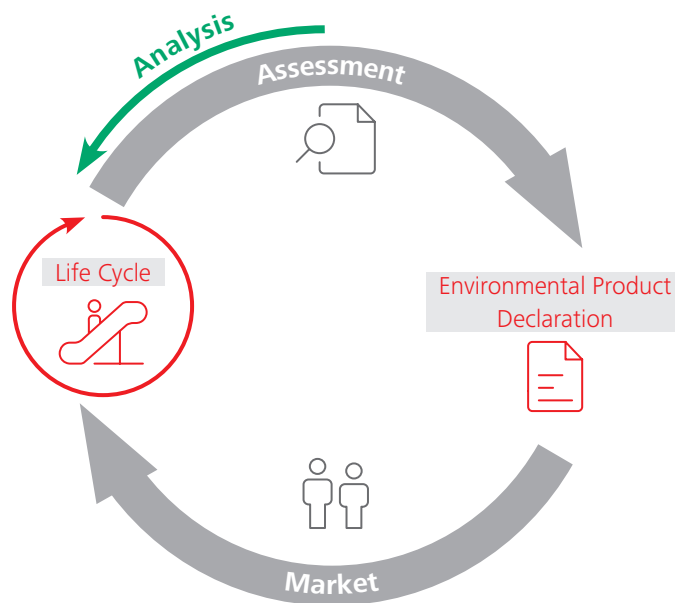 Analysis
Assessment
Life Cycle
Environmental Product
Declaration
Market